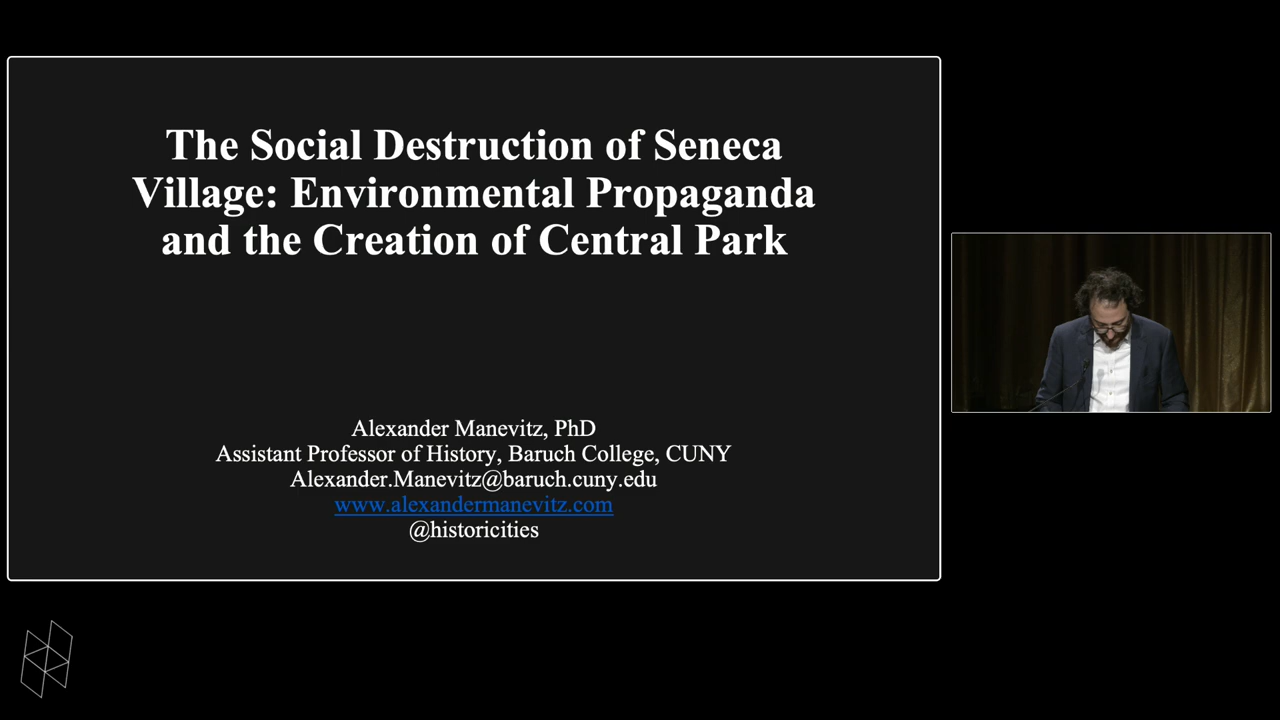 The Social Destruction of Seneca
Village: Environmental Propaganda
and the Creation of Central Park
Alexander Manevitz, PhD
Assistant Professor of History, Baruch College, CUNY
Alexander.Manevitz@baruch.cuny.edu
www.alexandermanevitz.com
@historicities